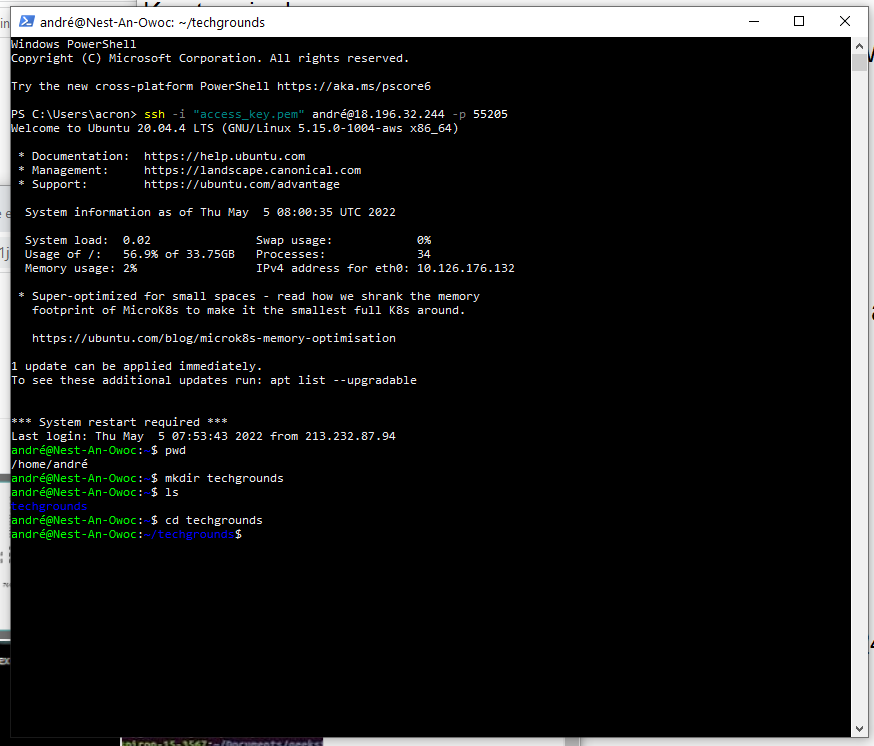 andré@Nest-An-Owoc: ~/techgrounds
Windows PowerShell
Copyright (C) Microsoft Corporation. All rights reserved.
Try the new cross-platform PowerShell https://aka.ms/pscore6
PS C:\Users\acron> ssh -i "access_key.pem" andré@18.196.32.244 -p 55205
Welcome to Ubuntu 20.04.4 LTS (GNU/Linux 5.15.0-1004-aws x86_64)
* Documentation:  https://help.ubuntu.com
* Management:     https://landscape.canonical.com
* Support:        https://ubuntu.com/advantage
System information as of Thu May  5 08:00:35 UTC 2022
System load:  0.02               Swap usage:            0%
Usage of /:   56.9% of 33.75GB   Processes:             34
Memory usage: 2%                 IPv4 address for eth0: 10.126.176.132
* Super-optimized for small spaces - read how we shrank the memory
footprint of MicroK8s to make it the smallest full K8s around.
https://ubuntu.com/blog/microk8s-memory-optimisation
1 update can be applied immediately.
To see these additional updates run: apt list --upgradable
*** System restart required ***
Last login: Thu May  5 07:53:43 2022 from 213.232.87.94
andré@Nest-An-Owoc:~$ pwd
/home/andré
andré@Nest-An-Owoc:~$ mkdir techgrounds
andré@Nest-An-Owoc:~$ ls
techgrounds
andré@Nest-An-Owoc:~$ cd techgrounds
andré@Nest-An-Owoc:~/techgrounds$